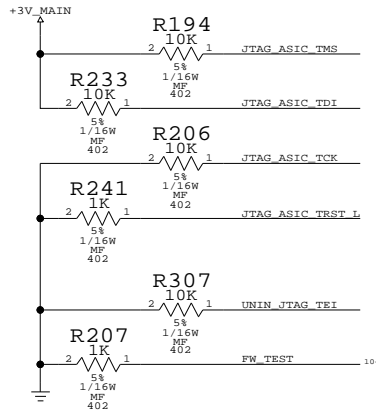 +3V_MAIN
R194
10K
2 1 JTAG_ASIC_TMS
5%
1/16W
MF
402
R233
10K
2 1 JTAG_ASIC_TDI
5%
1/16W
MF
402
R206
10K
2 1 JTAG_ASIC_TCK
5%
1/16W
MF
402
R241
1K
2 1 JTAG_ASIC_TRST_L
5%
1/16W
MF
402
R307
10K
2 1 UNIN_JTAG_TEI
5%
1/16W
MF
402
R207
1K
2 1 FW_TEST
5%
1/16W
MF
402